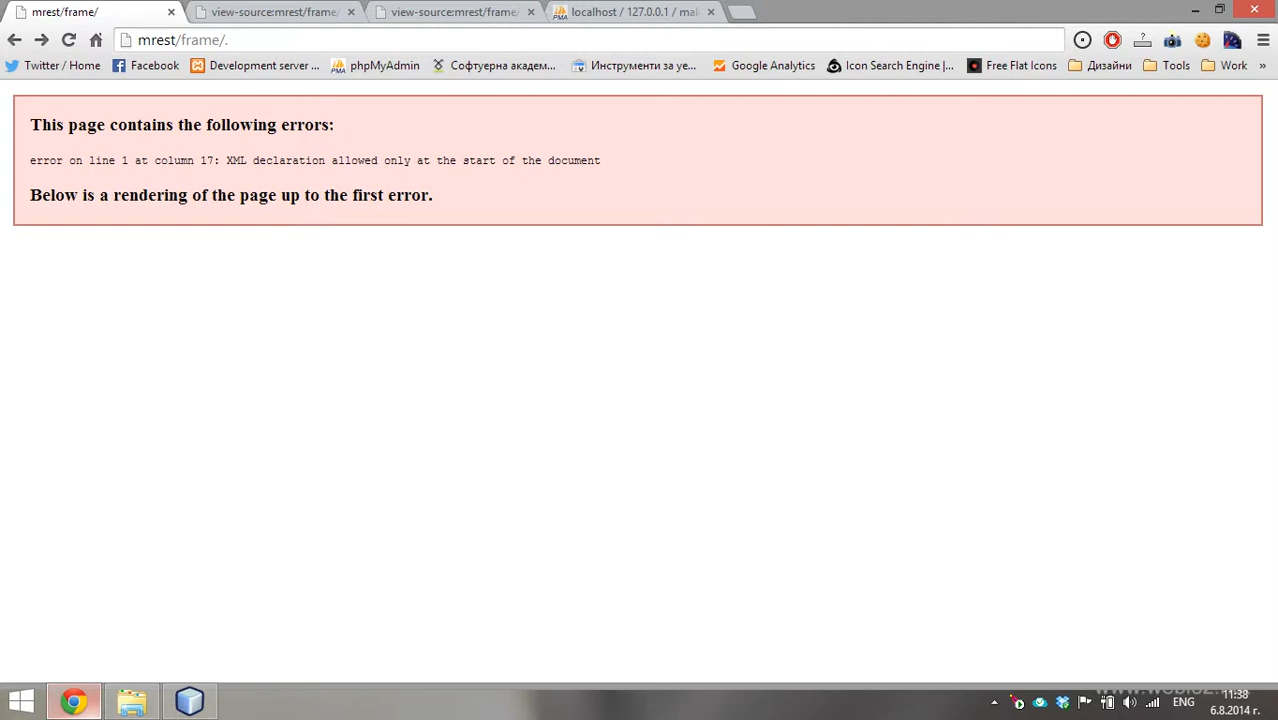 mrest/frame/
view-source:mrest/frame/
view-source:mrest/frame/
localhost / 127.0.0.1 / mal
mrest/frame/.
Twitter / Home
Facebook
Development server ...
phpMyAdmin
Софтуерна академ...
Инструменти за уе...
Google Analytics
Icon Search Engine |...
Free Flat Icons
Дизайни
Tools
Work
»
This page contains the following errors:
error on line 1 at column 17: XML declaration allowed only at the start of the document
Below is a rendering of the page up to the first error.
ENG
11:38
6.8.2014 г.